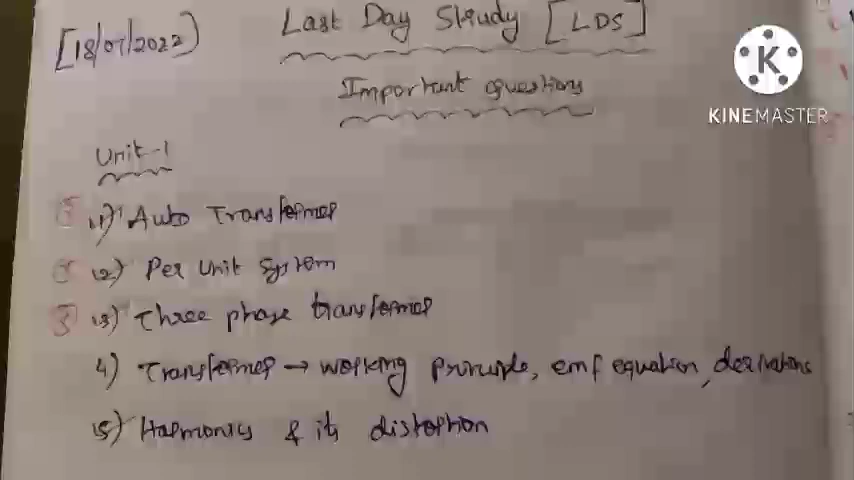 [18/07/2022)
Last Day Study [LDS]
Important questions
K
KINEMASTER
Unit-1
1) Auto Transformer
2) Per Unit System
3) Three phase transformer
4) Transformer → working principle, emf equation, derivations
5) Harmonics & its distortion